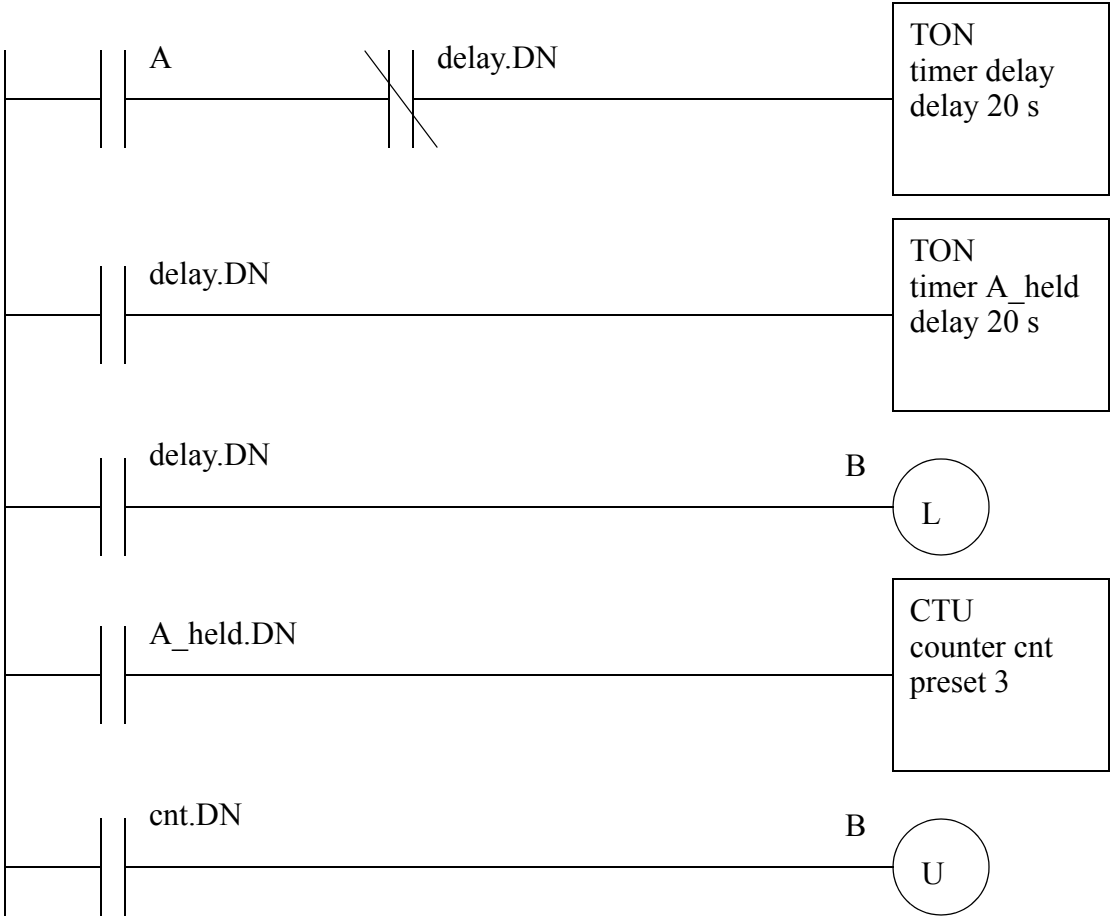 A
delay.DN
TON
timer delay
delay 20 s
delay.DN
TON
timer A_held
delay 20 s
delay.DN
B
L
A_held.DN
CTU
counter cnt
preset 3
cnt.DN
B
U